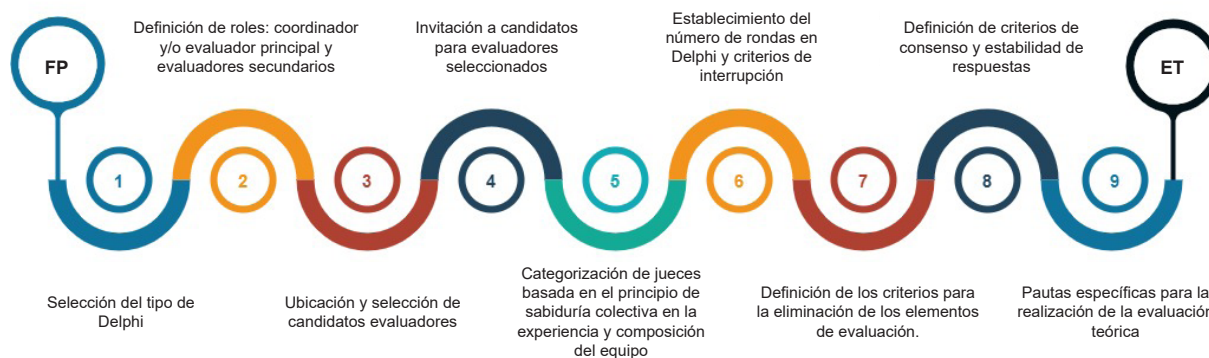 FP
Definición de roles: coordinador
y/o evaluador principal y
evaluadores secundarios
Invitación a candidatos
para evaluadores
seleccionados
Establecimiento del
número de rondas en
Delphi y criterios de
interrupción
Definición de criterios de
consenso y estabilidad de
respuestas
ET
1
2
3
4
5
6
7
8
9
Selección del tipo de
Delphi
Ubicación y selección de
candidatos evaluadores
Categorización de jueces
basada en el principio de
sabiduría colectiva en la
experiencia y composición
del equipo
Definición de los criterios para
la eliminación de los elementos
de evaluación.
Pautas específicas para la
realización de la evaluación
teórica